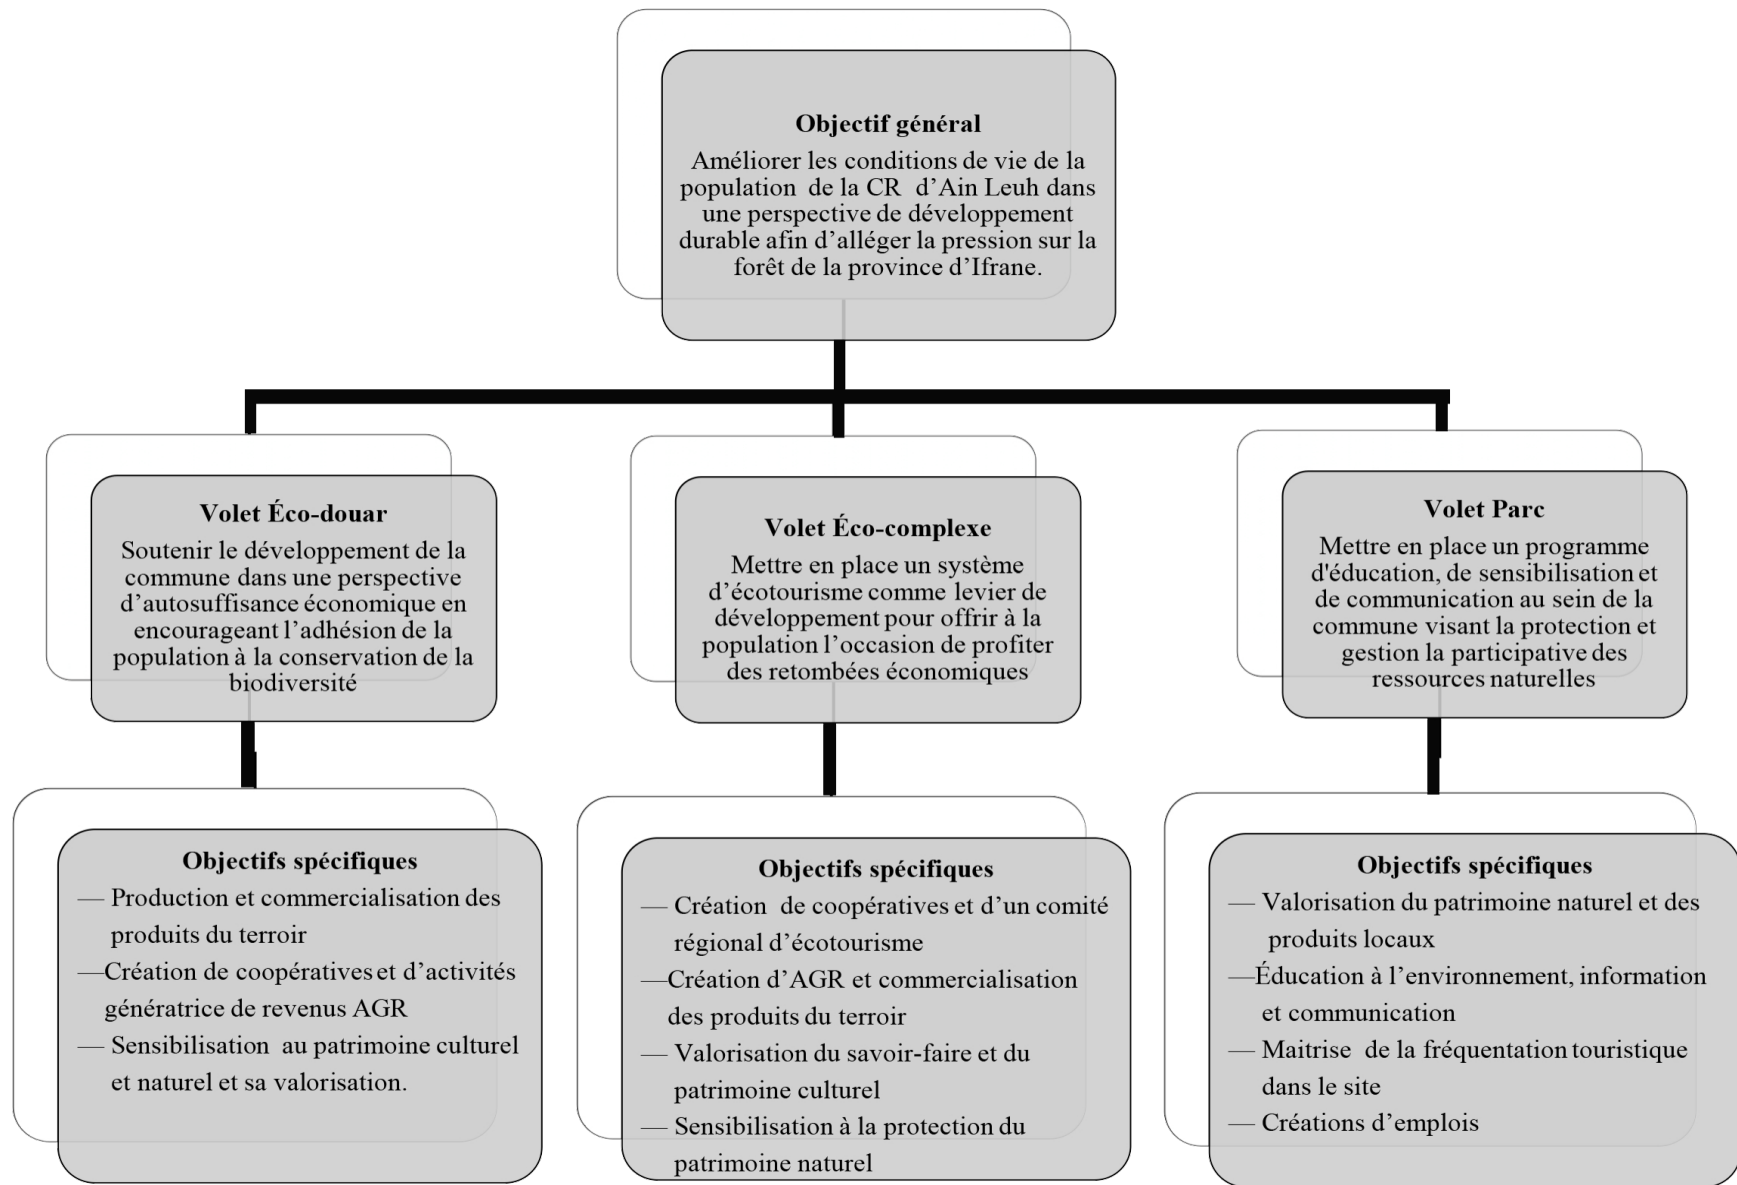 Objectif général
Améliorer les conditions de vie de la
population de la CR d’Ain Leuh dans
une perspective de développement
durable afin d’alléger la pression sur la
forêt de la province d’Ifrane.
Volet Éco-douar
Soutenir le développement de la
commune dans une perspective
d’autosuffisance économique en
encourageant l’adhésion de la
population à la conservation de la
biodiversité
Volet Éco-complexe
Mettre en place un système
d’écotourisme comme levier de
développement pour offrir à la
population l’occasion de profiter
des retombées économiques
Volet Parc
Mettre en place un programme
d'éducation, de sensibilisation et
de communication au sein de la
commune visant la protection et
gestion la participative des
ressources naturelles
Objectifs spécifiques
— Production et commercialisation des
produits du terroir
—Création de coopératives et d’activités
génératrice de revenus AGR
— Sensibilisation au patrimoine culturel
et naturel et sa valorisation.
Objectifs spécifiques
— Création de coopératives et d’un comité
régional d’écotourisme
—Création d’AGR et commercialisation
des produits du terroir
— Valorisation du savoir-faire et du
patrimoine culturel
— Sensibilisation à la protection du
patrimoine naturel
Objectifs spécifiques
— Valorisation du patrimoine naturel et des
produits locaux
—Éducation à l’environnement, information
et communication
— Maitrise de la fréquentation touristique
dans le site
— Créations d’emplois